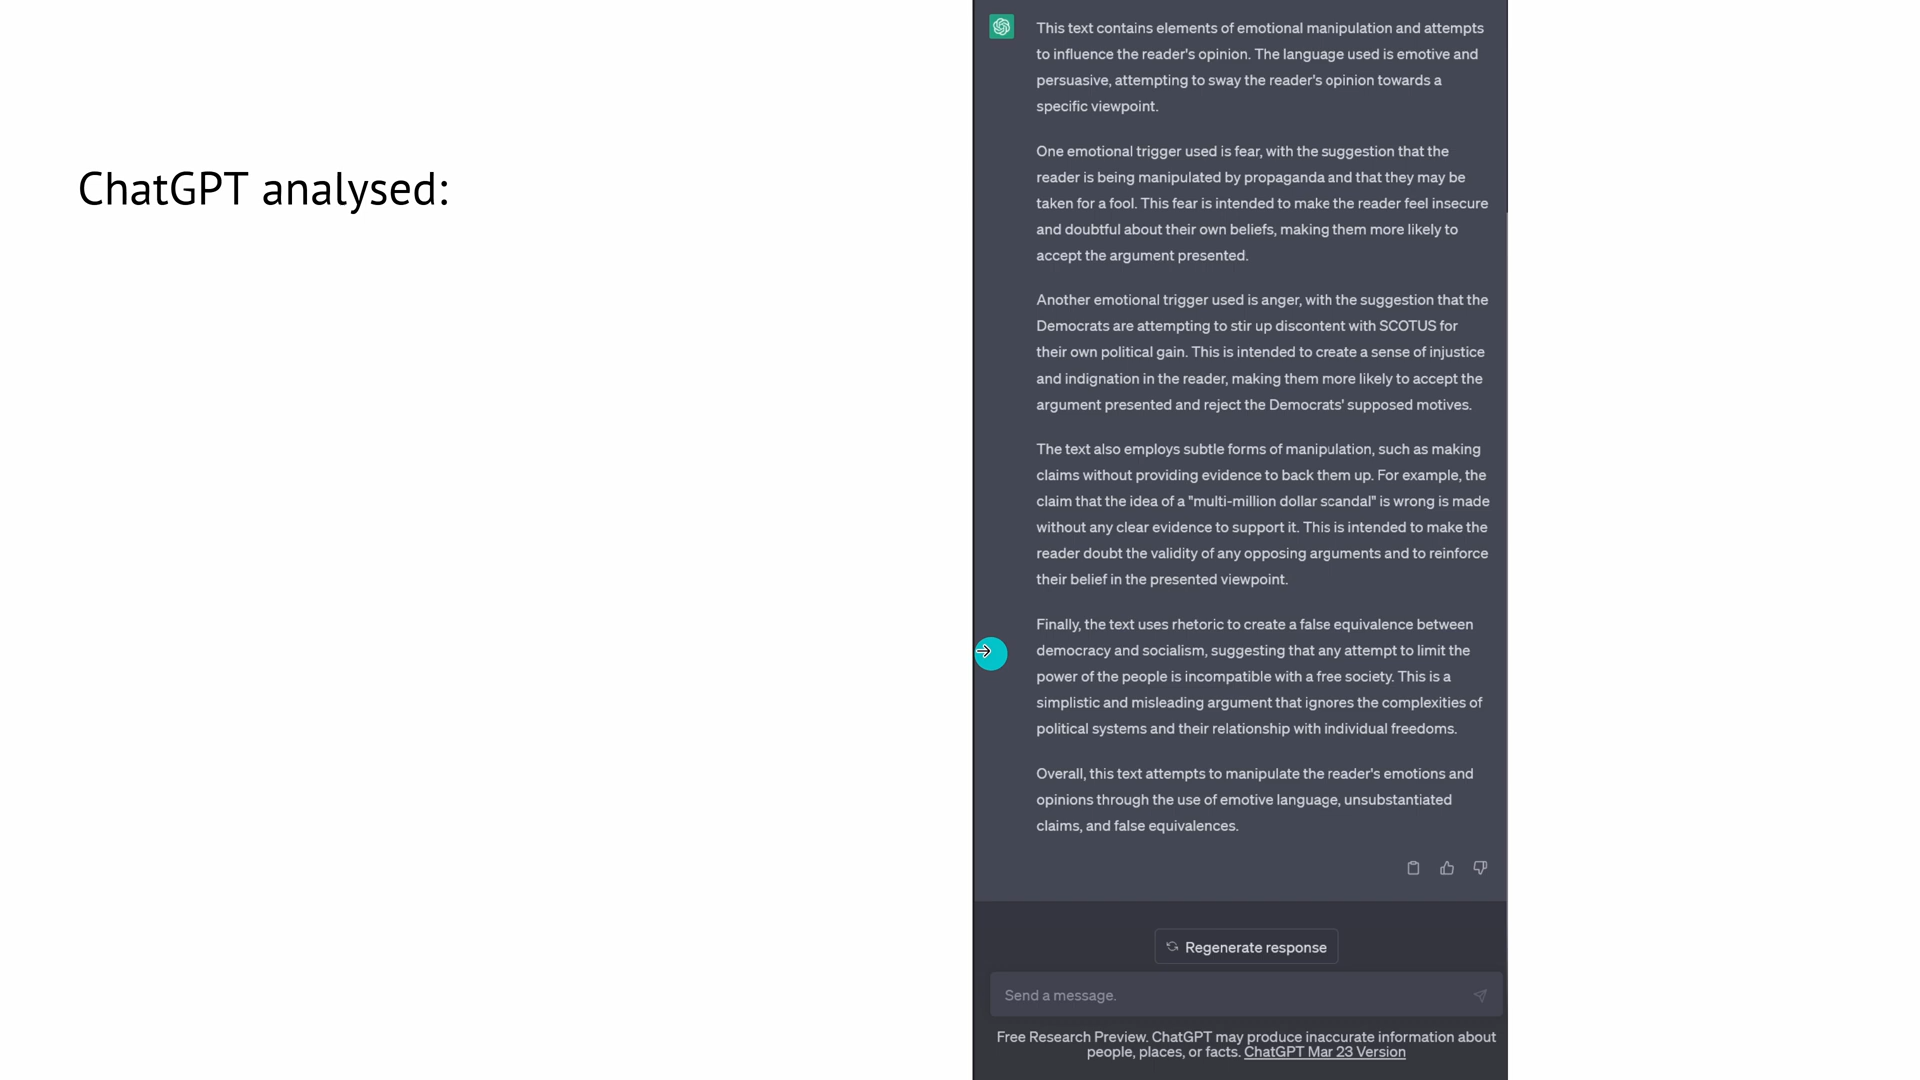 ChatGPT analysed:
This text contains elements of emotional manipulation and attempts
to influence the reader's opinion. The language used is emotive and
persuasive, attempting to sway the reader's opinion towards a
specific viewpoint.
One emotional trigger used is fear, with the suggestion that the
reader is being manipulated by propaganda and that they may be
taken for a fool. This fear is intended to make the reader feel insecure
and doubtful about their own beliefs, making them more likely to
accept the argument presented.
Another emotional trigger used is anger, with the suggestion that the
Democrats are attempting to stir up discontent with SCOTUS for
their own political gain. This is intended to create a sense of injustice
and indignation in the reader, making them more likely to accept the
argument presented and reject the Democrats' supposed motives.
The text also employs subtle forms of manipulation, such as making
claims without providing evidence to back them up. For example, the
claim that the idea of a "multi-million dollar scandal" is wrong is made
without any clear evidence to support it. This is intended to make the
reader doubt the validity of any opposing arguments and to reinforce
their belief in the presented viewpoint.
Finally, the text uses rhetoric to create a false equivalence between
democracy and socialism, suggesting that any attempt to limit the
power of the people is incompatible with a free society. This is a
simplistic and misleading argument that ignores the complexities of
political systems and their relationship with individual freedoms.
Overall, this text attempts to manipulate the reader's emotions and
opinions through the use of emotive language, unsubstantiated
claims, and false equivalences.
Regenerate response
Send a message.
Free Research Preview. ChatGPT may produce inaccurate information about
people, places, or facts. ChatGPT Mar 23 Version